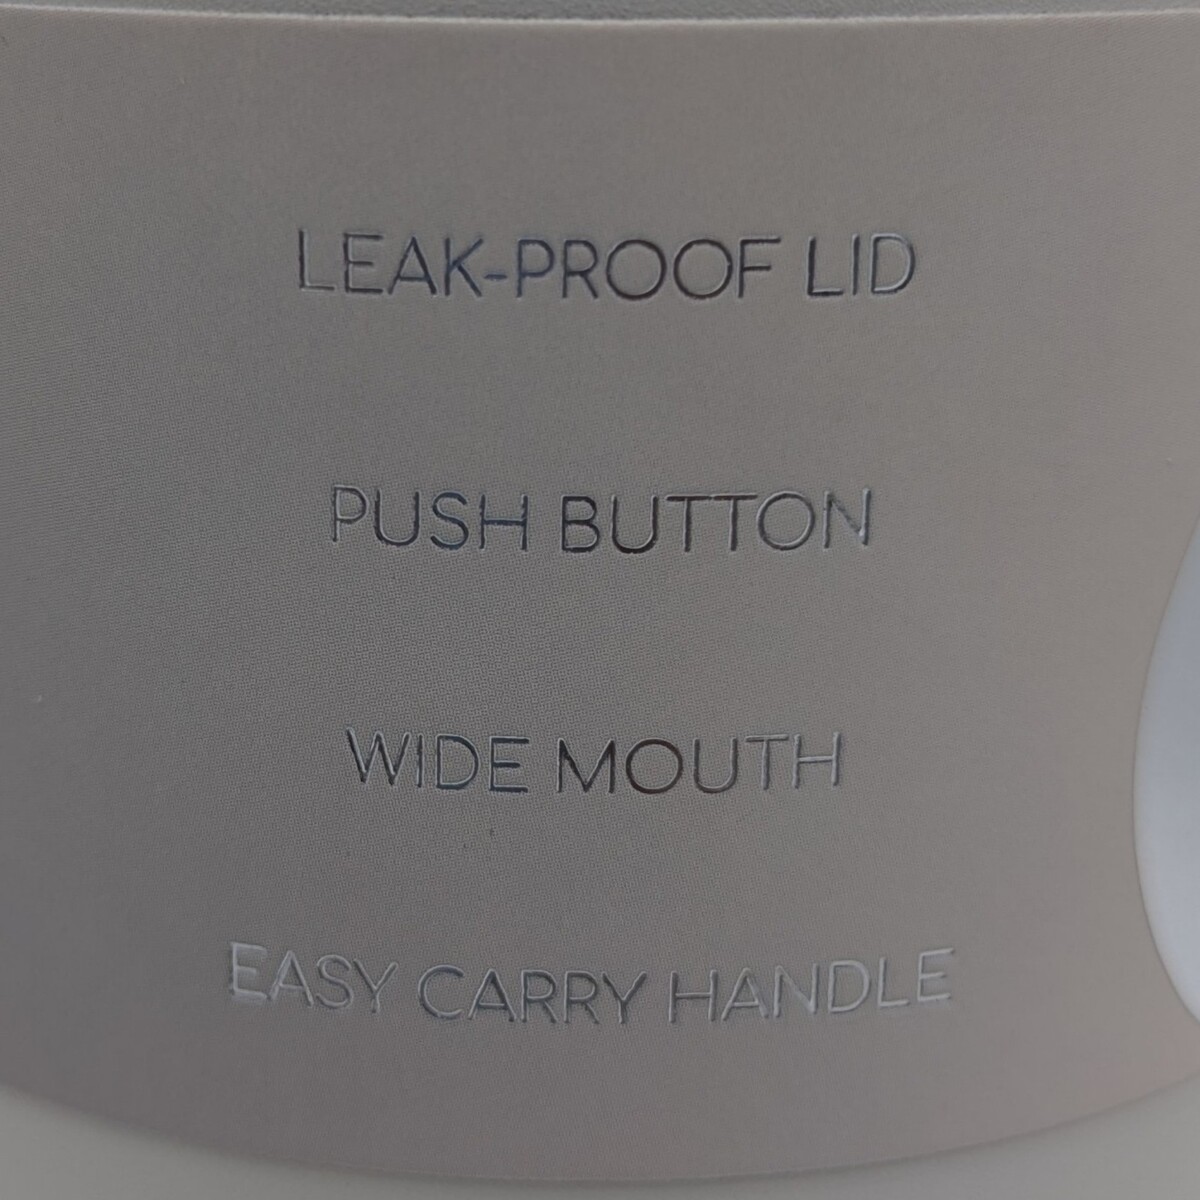 LEAK-PROOF LID
PUSH BUTTON
WIDE MOUTH
EASY CARRY HANDLE